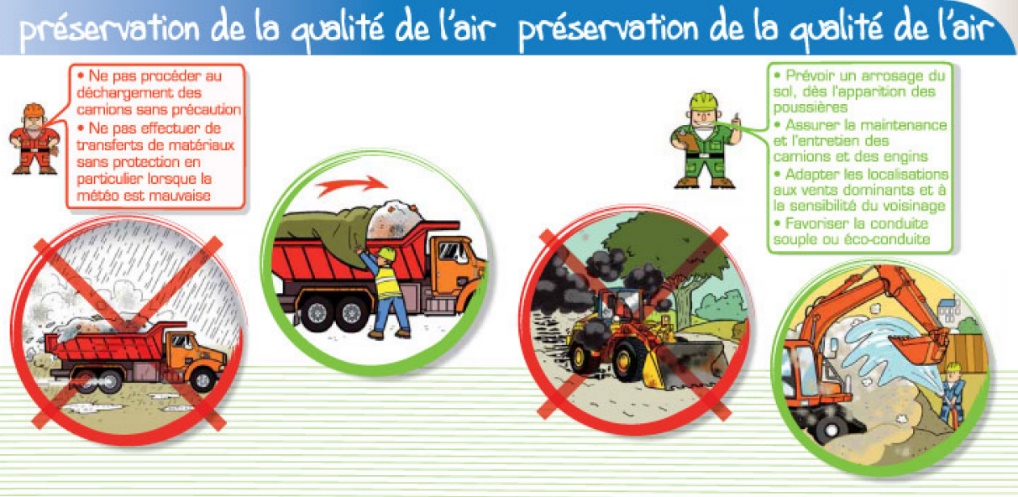 préservation de la qualité de l'air
• Ne pas procéder au
déchargement des
camions sans précaution
• Ne pas effectuer de
transferts de matériaux
sans protection en
particulier lorsque la
météo est mauvaise
préservation de la qualité de l'air
• Prévoir un arrosage du
sol, dès l'apparition des
poussières
• Assurer la maintenance
et l'entretien des
camions et des engins
• Adapter les localisations
aux vents dominants et à
la sensibilité du voisinage
• Favoriser la conduite
souple ou éco-conduite